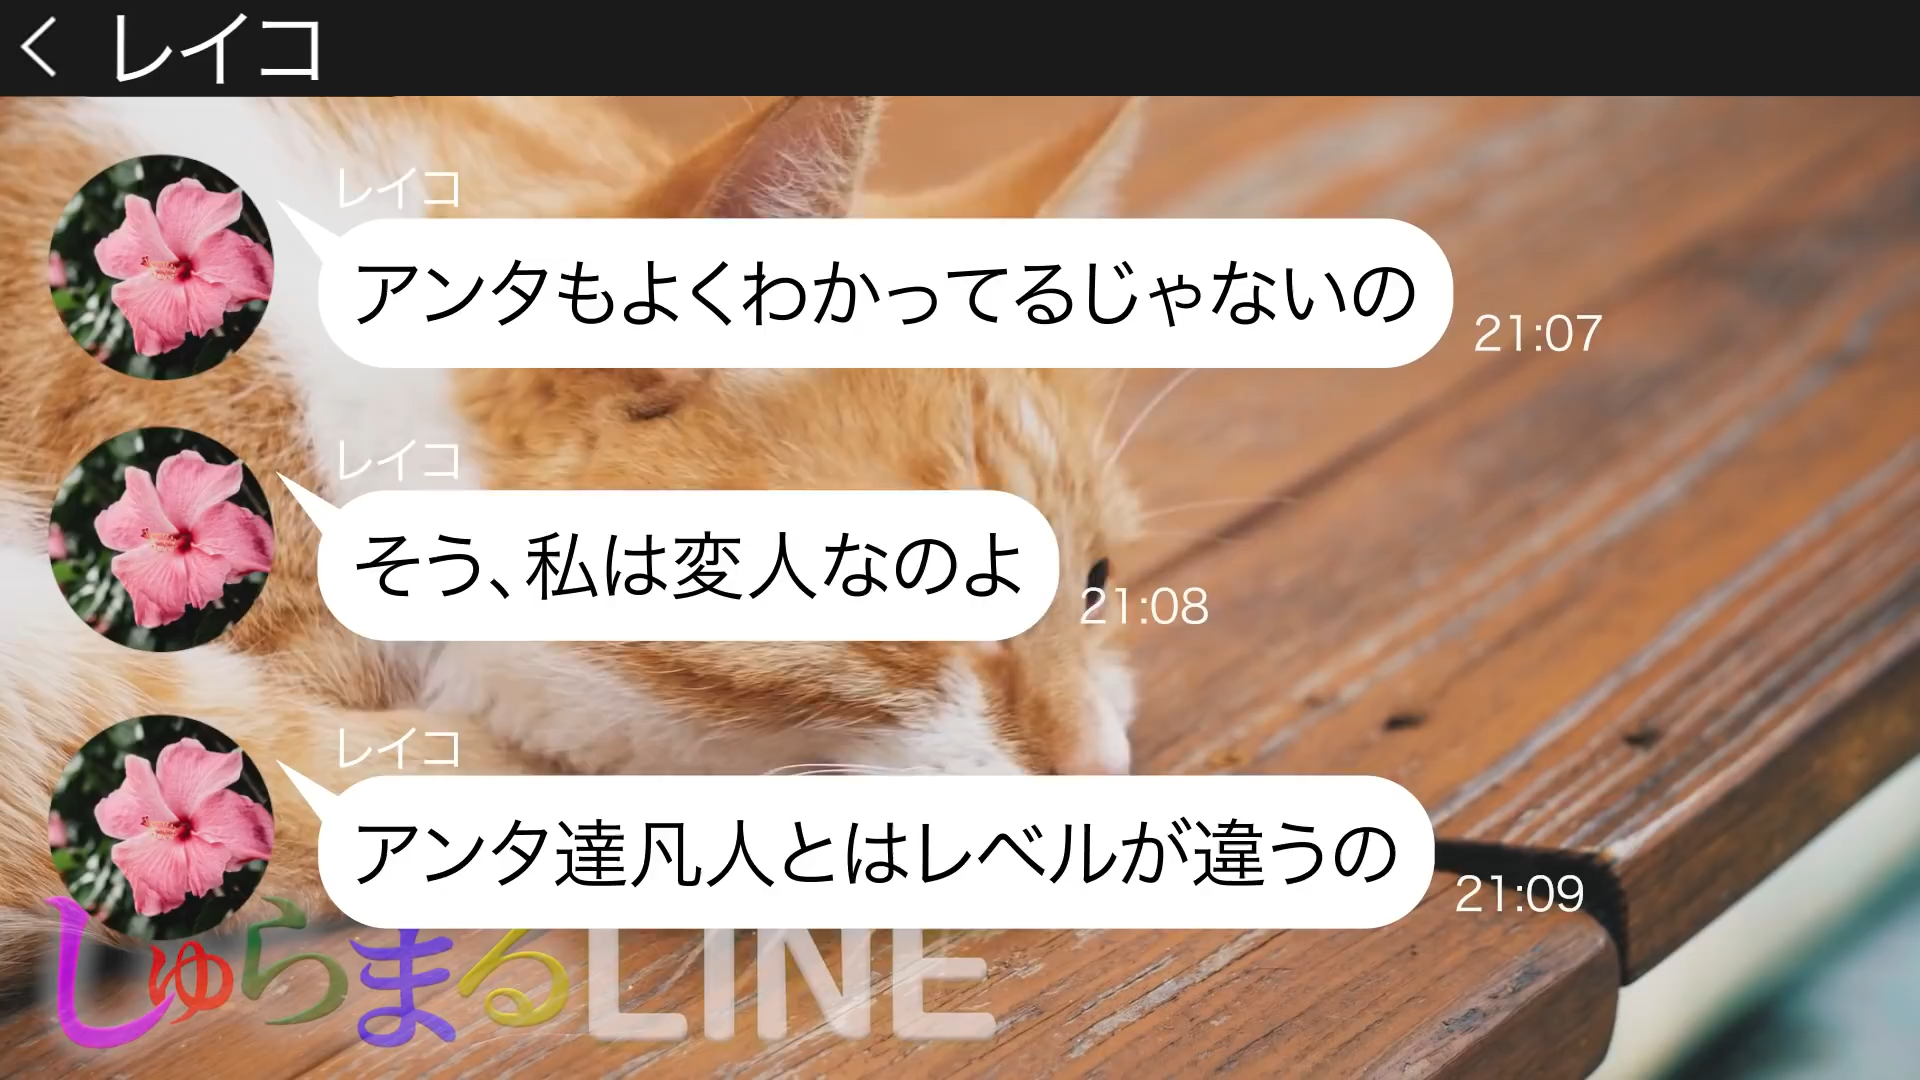 レイコ
レイコ
アンタもよくわかってるじゃないの
21:07
レイコ
そう、私は変人なのよ
21:08
レイコ
アンタ達凡人とはレベルが違うの
21:09
しゅらまるLINE